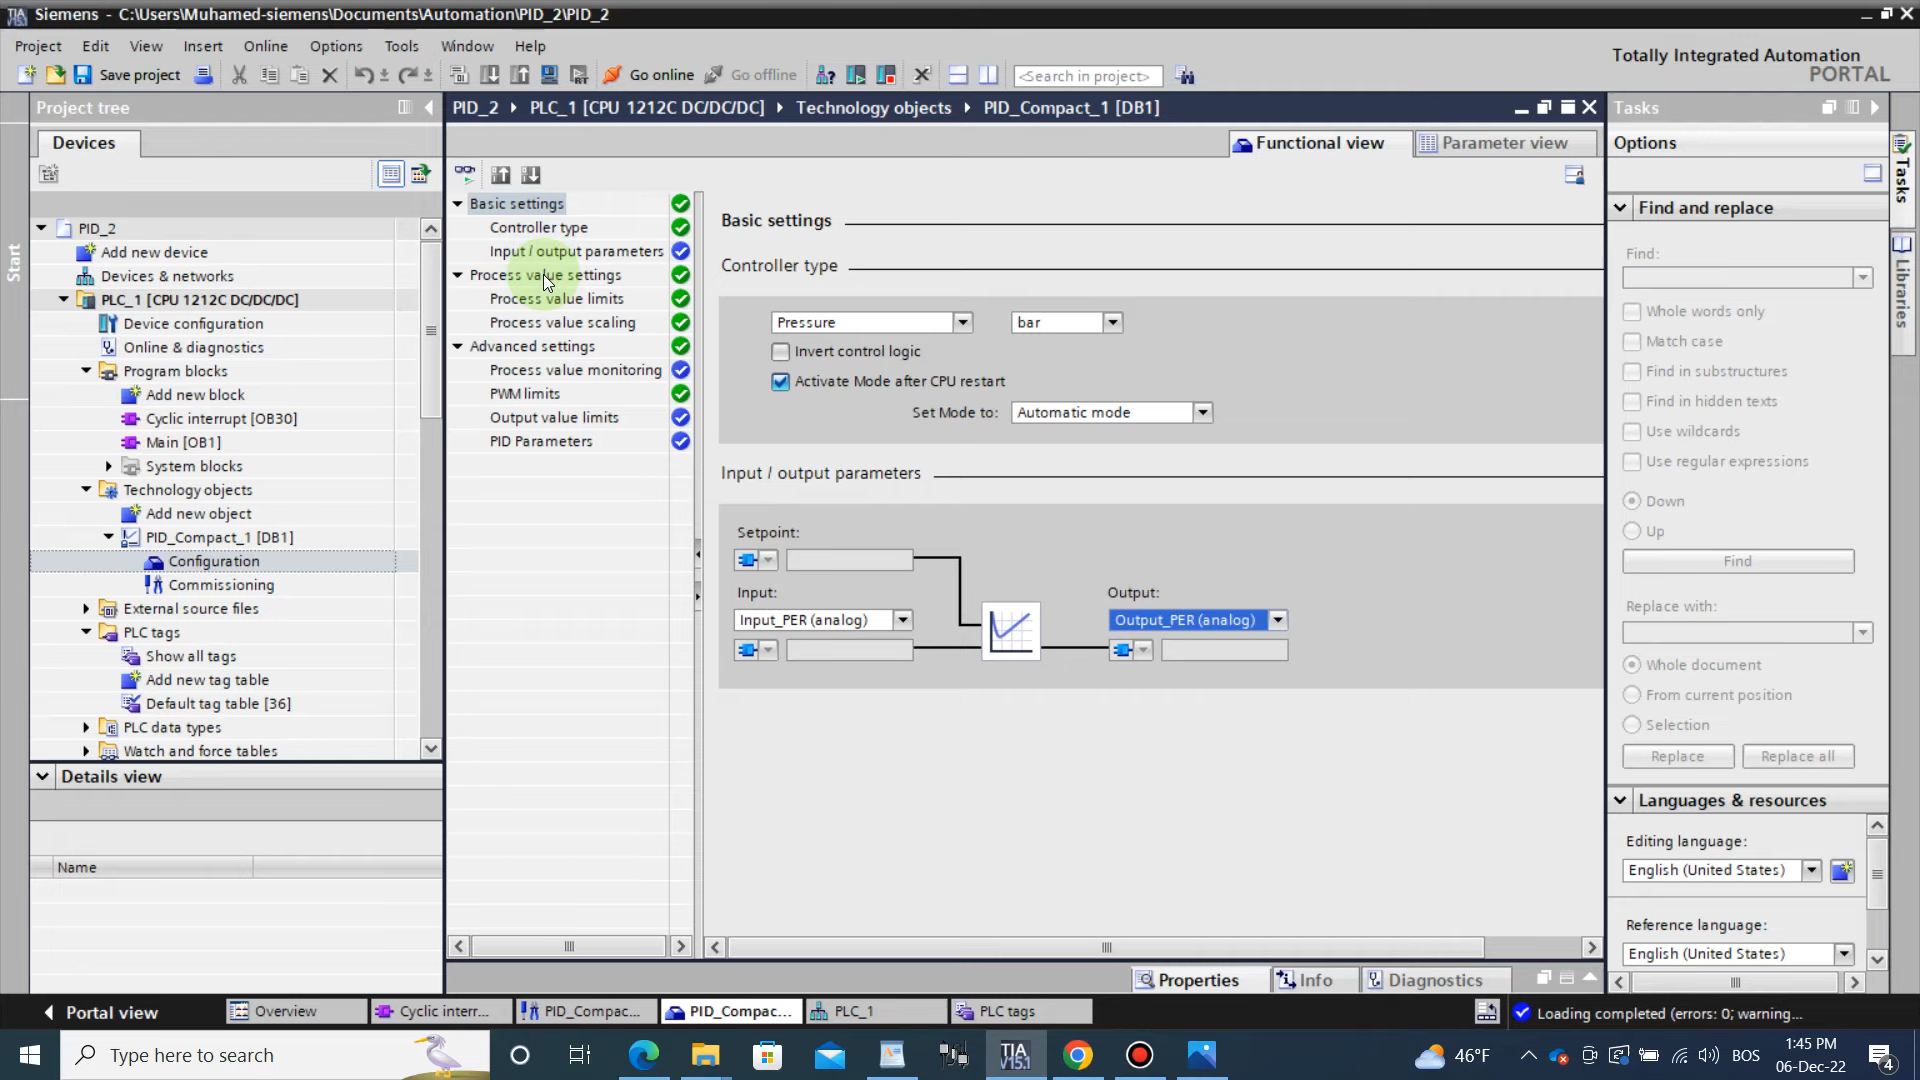 Siemens - C:\Users\Muhamed-siemens\Documents\Automation\PID_2\PID_2
Project Edit View Insert Online Options Tools Window Help
Totally Integrated Automation
PORTAL
Save project
Go online
Go offline
<Search in project>
Project tree
Devices
Start
PID_2
Add new device
Devices & networks
PLC_1 [CPU 1212C DC/DC/DC]
Device configuration
Online & diagnostics
Program blocks
Add new block
Cyclic interrupt [OB30]
Main [OB1]
System blocks
Technology objects
Add new object
PID_Compact_1 [DB1]
Configuration
Commissioning
External source files
PLC tags
Show all tags
Add new tag table
Default tag table [36]
PLC data types
Watch and force tables
Details view
Name
PID_2 PLC_1 [CPU 1212C DC/DC/DC] Technology objects PID_Compact_1 [DB1]
Functional view
Parameter view
Basic settings
Controller type
Input / output parameters
Process value settings
Process value limits
Process value scaling
Advanced settings
Process value monitoring
PWM limits
Output value limits
PID Parameters
Basic settings
Controller type
Pressure
bar
Invert control logic
Activate Mode after CPU restart
Set Mode to: Automatic mode
Input / output parameters
Setpoint:
Input:
Input_PER (analog)
Output:
Output_PER (analog)
Properties
Info
Diagnostics
Tasks
Options
Find and replace
Find:
Whole words only
Match case
Find in substructures
Find in hidden texts
Use wildcards
Use regular expressions
Down
Up
Find
Replace with:
Whole document
From current position
Selection
Replace
Replace all
Languages & resources
Editing language:
English (United States)
Reference language:
English (United States)
Tasks
Libraries
Portal view
Overview
Cyclic interr...
PID_Compac...
PID_Compac...
PLC_1
PLC tags
Loading completed (errors: 0; warning...
Type here to search
TIA
V15.1
46°F
BOS
1:45 PM
06-Dec-22
4